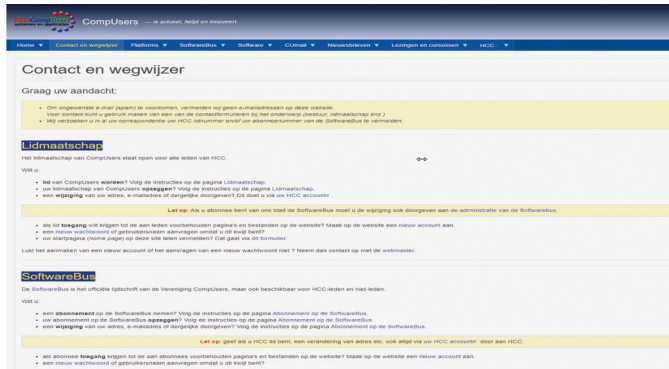 HCC CompUsers
systemen en applicaties
CompUsers — is actueel, helpt en innoveert
Home ▼ Contact en wegwijzer Platforms ▼ SoftwareBus ▼ Software ▼ CUmail ▼ Nieuwsbrieven ▼ Lezingen en cursussen ▼ HCC ▼
Contact en wegwijzer
Graag uw aandacht:
• Om ongewenste e-mail (spam) te voorkomen, vermelden wij geen e-mailadressen op deze website.
Voor contact kunt u gebruik maken van een van de contactformulieren bij het onderwerp (bestuur, lidmaatschap enz.)
• Wij verzoeken u in al uw correspondentie uw HCC lidnummer en/of uw abonneenummer van de SoftwareBus te vermelden.
Lidmaatschap
Het lidmaatschap van CompUsers staat open voor alle leden van HCC.
Wilt u:
• lid van CompUsers worden? Volg de instructies op de pagina Lidmaatschap.
• uw lidmaatschap van CompUsers opzeggen? Volg de instructies op de pagina Lidmaatschap.
• een wijziging van uw adres, e-mailadres of dergelijke doorgeven? Dit doet u via uw HCC account.
Let op: Als u abonnee bent van ons blad de SoftwareBus moet u de wijziging ook doorgeven aan de administratie van de Softwarebus.
• als lid toegang wilt krijgen tot de aan leden voorbehouden pagina's en bestanden op de website? Maak op de website een nieuw account aan.
• een nieuw wachtwoord of gebruikersnaam aanvragen omdat u dit kwijt bent?
• uw startpagina (home page) op deze site laten vermelden? Dat gaat via dit formulier.
Lukt het aanmaken van een nieuw account of het aanvragen van een nieuw wachtwoord niet ? Neem dan contact op met de webmaster.
SoftwareBus
De SoftwareBus is het officiële tijdschrift van de Vereniging CompUsers, maar ook beschikbaar voor HCC-leden en niet-leden.
Wilt u:
• een abonnement op de SoftwareBus nemen? Volg de instructies op de pagina Abonnement op de SoftwareBus.
• uw abonnement op de SoftwareBus opzeggen? Volg de instructies op de pagina Abonnement op de SoftwareBus.
• een wijziging van uw adres, e-mailadres of dergelijke doorgeven? Volg de instructies op de pagina Abonnement op de SoftwareBus.
Let op: geef als u HCC lid bent, een verandering van adres etc. ook altijd via uw HCC account door aan HCC.
• als abonnee toegang krijgen tot de aan abonnees voorbehouden pagina's en bestanden op de website? Maak op de website een nieuw account aan.
• een nieuw wachtwoord of gebruikersnaam aanvragen omdat u dit kwijt bent?